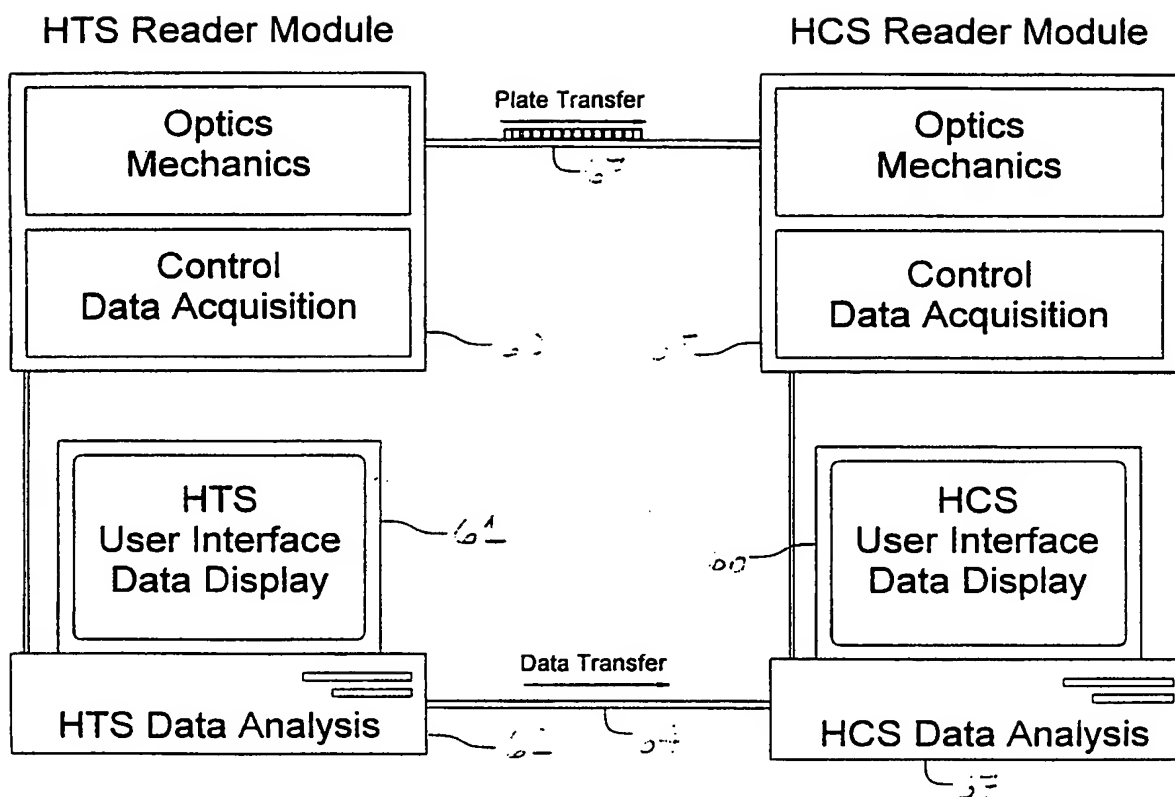 HTS Reader Module
HCS Reader Module
Optics
Mechanics
Control
Data Acquisition
Plate Transfer
Optics
Mechanics
Control
Data Acquisition
HTS
User Interface
Data Display
HCS
User Interface
Data Display
60
Data Transfer
HTS Data Analysis
HCS Data Analysis